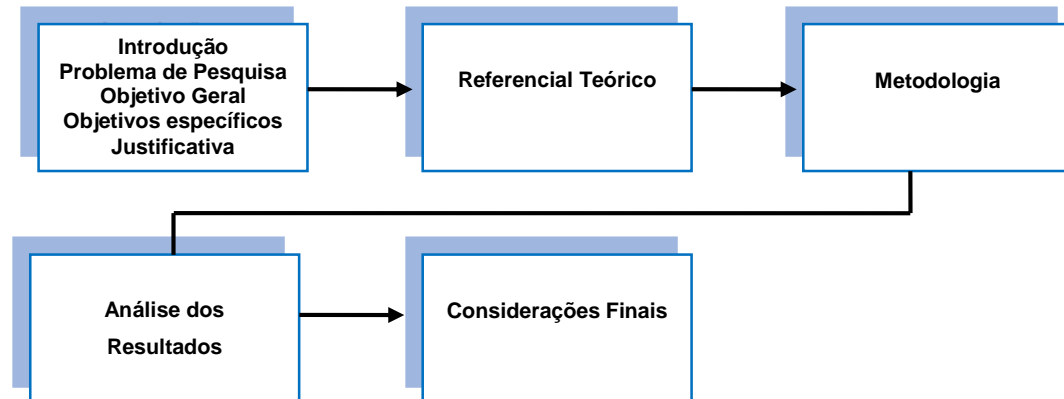 Introdução
Problema de Pesquisa
Objetivo Geral
Objetivos específicos
Justificativa
Referencial Teórico
Metodologia
Análise dos
Resultados
Considerações Finais